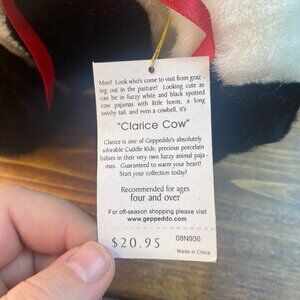 Moo! Look who's come to visit from graz-
ing out in the pasture! Looking cute as
can be in fuzzy white and black spotted
cow pajamas with little horns, a long
swishy tail, and even a cowbell, it's
"Clarice Cow"
Clarice is one of Geppeddo's absolutely
adorable Cuddle kids; precious porcelain
babies in their very own fuzzy animal paja-
mas. Guaranteed to warm your heart!
Start your collection today!
Recommended for ages
four and over
For off-season shopping please visit
www.geppeddo.com
$20.95
08N936
Made in China